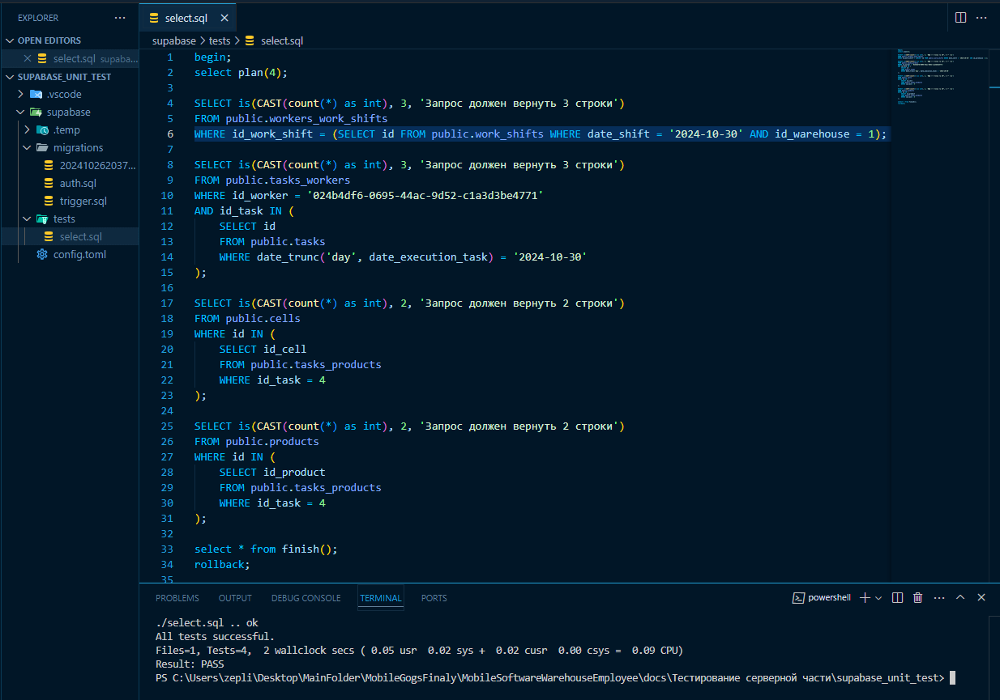 EXPLORER
···
OPEN EDITORS
select.sql supaba...
SUPABASE_UNIT_TEST
.vscode
supabase
.temp
migrations
202410262037...
auth.sql
trigger.sql
tests
select.sql
config.toml
select.sql
···
supabase > tests > select.sql
1 begin;
2 select plan(4);
3
4 SELECT is(CAST(count(*) as int), 3, 'Запрос должен вернуть 3 строки')
5 FROM public.workers_work_shifts
6 WHERE id_work_shift = (SELECT id FROM public.work_shifts WHERE date_shift = '2024-10-30' AND id_warehouse = 1);
7
8 SELECT is(CAST(count(*) as int), 3, 'Запрос должен вернуть 3 строки')
9 FROM public.tasks_workers
10 WHERE id_worker = '024b4df6-0695-44ac-9d52-c1a3d3be4771'
11 AND id_task IN (
12     SELECT id
13     FROM public.tasks
14     WHERE date_trunc('day', date_execution_task) = '2024-10-30'
15 );
16
17 SELECT is(CAST(count(*) as int), 2, 'Запрос должен вернуть 2 строки')
18 FROM public.cells
19 WHERE id IN (
20     SELECT id_cell
21     FROM public.tasks_products
22     WHERE id_task = 4
23 );
24
25 SELECT is(CAST(count(*) as int), 2, 'Запрос должен вернуть 2 строки')
26 FROM public.products
27 WHERE id IN (
28     SELECT id_product
29     FROM public.tasks_products
30     WHERE id_task = 4
31 );
32
33 select * from finish();
34 rollback;
35
PROBLEMS OUTPUT DEBUG CONSOLE TERMINAL PORTS
powershell
···
./select.sql .. ok
All tests successful.
Files=1, Tests=4,  2 wallclock secs ( 0.05 usr  0.02 sys +  0.02 cusr  0.00 csys =  0.09 CPU)
Result: PASS
PS C:\Users\zepli\Desktop\MainFolder\MobileGogsFinaly\MobileSoftwareWarehouseEmployee\docs\Тестирование серверной части\supabase_unit_test>